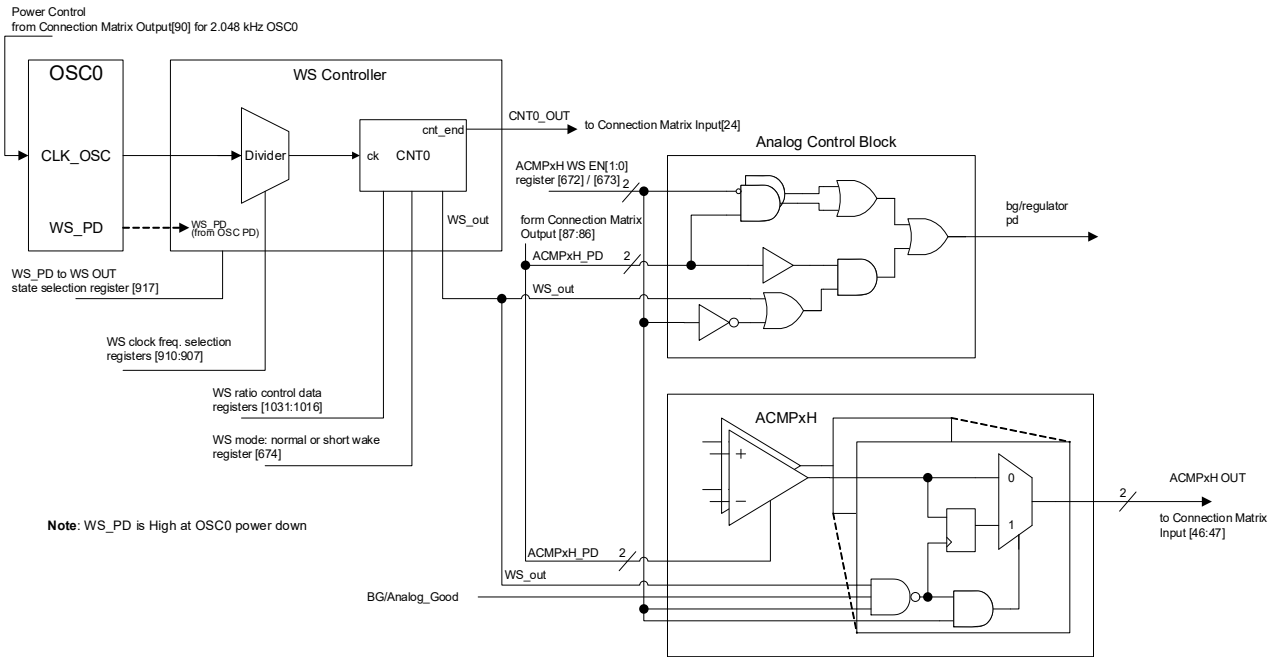 Power Control
from Connection Matrix Output[90] for 2.048 kHz OSC0
OSC0
CLK_OSC
WS_PD
WS Controller
Divider
cnt_end
ck
CNT0
WS_PD
(from OSC PD)
WS_out
CNT0_OUT
to Connection Matrix Input[24]
WS_PD to WS OUT
state selection register [917]
WS clock freq. selection
registers [910:907]
WS ratio control data
registers [1031:1016]
WS mode: normal or short wake
register [674]
Note: WS_PD is High at OSC0 power down
Analog Control Block
ACMPxH WS EN[1:0]
register [672] / [673]
2
form Connection Matrix
Output [87:86]
ACMPxH_PD
2
WS_out
bg/regulator
pd
ACMPxH
+
−
0
1
2
ACMPxH OUT
to Connection Matrix
Input [46:47]
ACMPxH_PD
2
WS_out
BG/Analog_Good